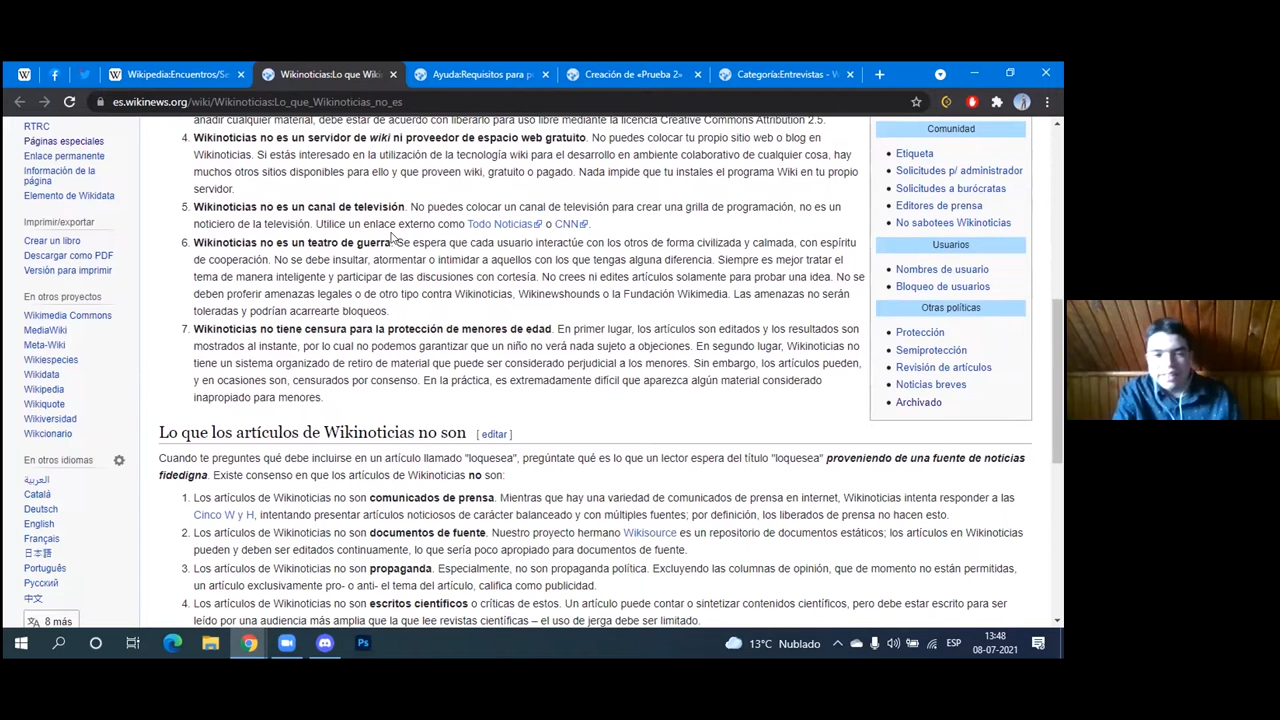 Wikipedia:Encuentros/Se
Wikinoticias:Lo que Wiki
Ayuda:Requisitos para p
Creación de «Prueba 2»
Categoría:Entrevistas - W
es.wikinews.org/wiki/Wikinoticias:Lo_que_Wikinoticias_no_es
RTRC
Páginas especiales
Enlace permanente
Información de la
página
Elemento de Wikidata
Imprimir/exportar
Crear un libro
Descargar como PDF
Versión para imprimir
En otros proyectos
Wikimedia Commons
MediaWiki
Meta-Wiki
Wikiespecies
Wikidata
Wikipedia
Wikiquote
Wikiversidad
Wikcionario
En otros idiomas
العربية
Català
Deutsch
English
Français
日本語
Português
Русский
中文
8 más
añadir cualquier material, debe estar de acuerdo con liberarlo para uso libre mediante la licencia Creative Commons Attribution 2.5.
4. Wikinoticias no es un servidor de wiki ni proveedor de espacio web gratuito. No puedes colocar tu propio sitio web o blog en
Wikinoticias. Si estás interesado en la utilización de la tecnología wiki para el desarrollo en ambiente colaborativo de cualquier cosa, hay
muchos otros sitios disponibles para ello y que proveen wiki, gratuito o pagado. Nada impide que tu instales el programa Wiki en tu propio
servidor.
5. Wikinoticias no es un canal de televisión. No puedes colocar un canal de televisión para crear una grilla de programación, no es un
noticiero de la televisión. Utilice un enlace externo como Todo Noticias o CNN.
6. Wikinoticias no es un teatro de guerra. Se espera que cada usuario interactúe con los otros de forma civilizada y calmada, con espíritu
de cooperación. No se debe insultar, atormentar o intimidar a aquellos con los que tengas alguna diferencia. Siempre es mejor tratar el
tema de manera inteligente y participar de las discusiones con cortesía. No crees ni edites artículos solamente para probar una idea. No se
deben proferir amenazas legales o de otro tipo contra Wikinoticias, Wikinewshounds o la Fundación Wikimedia. Las amenazas no serán
toleradas y podrían acarrearte bloqueos.
7. Wikinoticias no tiene censura para la protección de menores de edad. En primer lugar, los artículos son editados y los resultados son
mostrados al instante, por lo cual no podemos garantizar que un niño no verá nada sujeto a objeciones. En segundo lugar, Wikinoticias no
tiene un sistema organizado de retiro de material que puede ser considerado perjudicial a los menores. Sin embargo, los artículos pueden,
y en ocasiones son, censurados por consenso. En la práctica, es extremadamente difícil que aparezca algún material considerado
inapropiado para menores.
Lo que los artículos de Wikinoticias no son [ editar ]
Cuando te preguntes qué debe incluirse en un artículo llamado "loquesea", pregúntate qué es lo que un lector espera del título "loquesea" proveniendo de una fuente de noticias
fidedigna. Existe consenso en que los artículos de Wikinoticias no son:
1. Los artículos de Wikinoticias no son comunicados de prensa. Mientras que hay una variedad de comunicados de prensa en internet, Wikinoticias intenta responder a las
Cinco W y H, intentando presentar artículos noticiosos de carácter balanceado y con múltiples fuentes; por definición, los liberados de prensa no hacen esto.
2. Los artículos de Wikinoticias no son documentos de fuente. Nuestro proyecto hermano Wikisource es un repositorio de documentos estáticos; los artículos en Wikinoticias
pueden y deben ser editados continuamente, lo que sería poco apropiado para documentos de fuente.
3. Los artículos de Wikinoticias no son propaganda. Especialmente, no son propaganda política. Excluyendo las columnas de opinión, que de momento no están permitidas,
un artículo exclusivamente pro- o anti- el tema del artículo, califica como publicidad.
4. Los artículos de Wikinoticias no son escritos científicos o críticas de estos. Un artículo puede contar o sintetizar contenidos científicos, pero debe estar escrito para ser
leído por una audiencia más amplia que la que lee revistas científicas – el uso de jerga debe ser limitado.
Comunidad
Etiqueta
Solicitudes p/ administrador
Solicitudes a burócratas
Editores de prensa
No sabotees Wikinoticias
Usuarios
Nombres de usuario
Bloqueo de usuarios
Otras políticas
Protección
Semiprotección
Revisión de artículos
Noticias breves
Archivado
13°C Nublado
ESP
13:48
08-07-2021